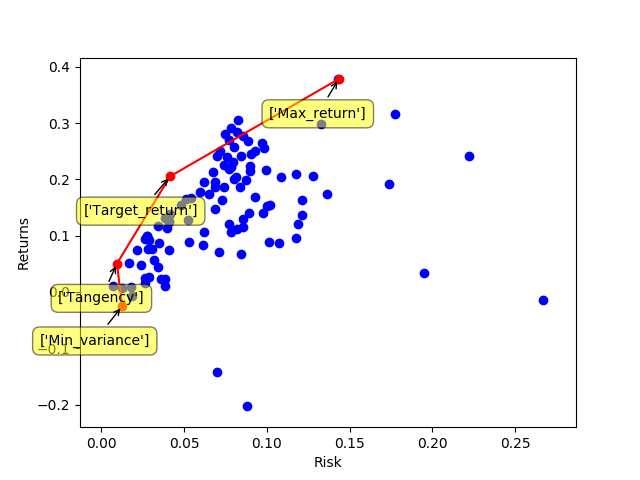 0.4
['Max_return']
0.3
0.2
['Target_return']
Returns
0.1
0.0
['Tangency']
['Min_variance']
−0.1
−0.2
0.00 0.05 0.10 0.15 0.20 0.25
Risk